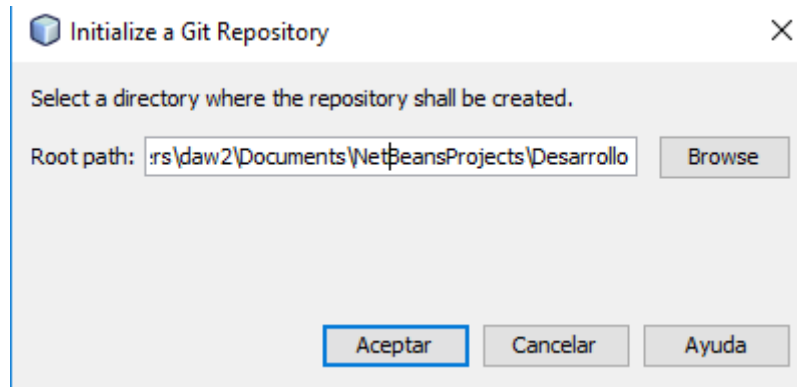 Initialize a Git Repository
Select a directory where the repository shall be created.
Root path: :rs\daw2\Documents\NetBeansProjects\Desarrollo Browse
Aceptar Cancelar Ayuda